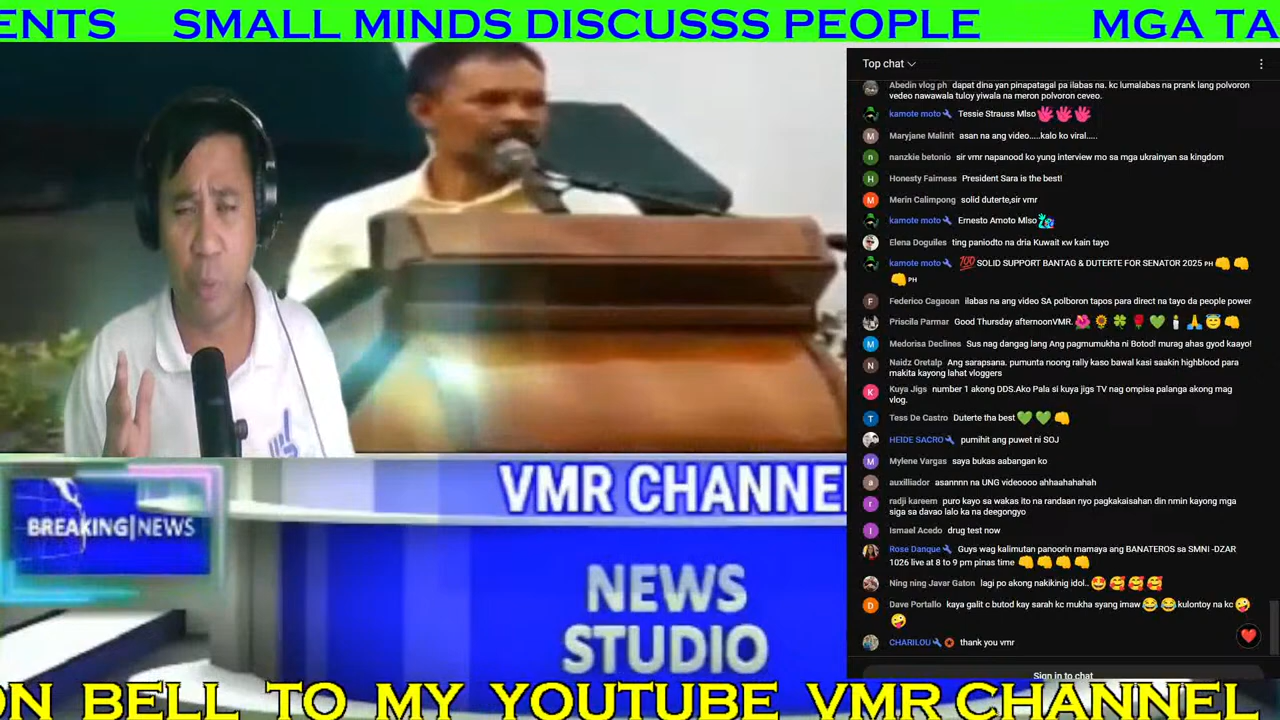 ENTS SMALL MINDS DISCUSSS PEOPLE MGA TA
Top chat
Abedin vlog ph dapat dina yan pinapatagal pa ilabas na. kc lumalabas na prank lang polvoron
vedeo nawawala tuloy yiwala na meron polvoron ceveo.
kamote moto Tessie Strauss Mlso
Maryjane Malinit asan na ang video.....kalo ko viral.....
nanzkie betonio sir vmr napanood ko yung interview mo sa mga ukrainyan sa kingdom
Honesty Fairness President Sara is the best!
Merin Calimpong solid duterte,sir vmr
kamote moto Ernesto Amoto Mlso
Elena Doguiles ting paniodto na dria Kuwait ĸw kain tayo
kamote moto 💯 SOLID SUPPORT BANTAG & DUTERTE FOR SENATOR 2025 PH
PH
Federico Cagaoan ilabas na ang video SA polboron tapos para direct na tayo da people power
Priscila Parmar Good Thursday afternoonVMR.
Medorisa Declines Sus nag dangag lang Ang pagmumukha ni Botod! murag ahas gyod kaayo!
Naidz Oretalp Ang sarapsana. pumunta noong rally kaso bawal kasi saakin highblood para
makita kayong lahat vloggers
Kuya Jigs number 1 akong DDS.Ako Pala si kuya jigs TV nag ompisa palanga akong mag
vlog.
Tess De Castro Duterte tha best
HEIDE SACRO pumihit ang puwet ni SOJ
Mylene Vargas saya bukas aabangan ko
auxilliador asannnn na UNG videoooo ahhaahahahah
radji kareem puro kayo sa wakas ito na randaan nyo pagkakaisahan din nmin kayong mga
siga sa davao lalo ka na deegongyo
Ismael Acedo drug test now
Rose Danque Guys wag kalimutan panoorin mamaya ang BANATEROS sa SMNI -DZAR
1026 live at 8 to 9 pm pinas time
Ning ning Javar Gaton lagi po akong nakikinig idol..
Dave Portallo kaya galit c butod kay sarah kc mukha syang imaw kulontoy na kc
CHARILOU thank you vmr
Sign in to chat
VMR CHANNE
BREAKING|NEWS
NEWS
STUDIO
ON BELL TO MY YOUTUBE VMR CHANNEL